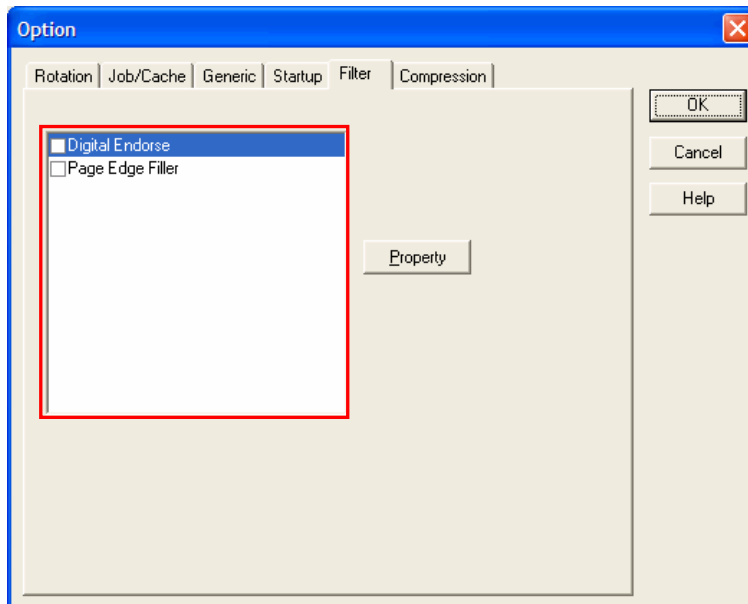 Option
Rotation Job/Cache Generic Startup Filter Compression
OK
Cancel
Help
Digital Endorse
Page Edge Filler
Property